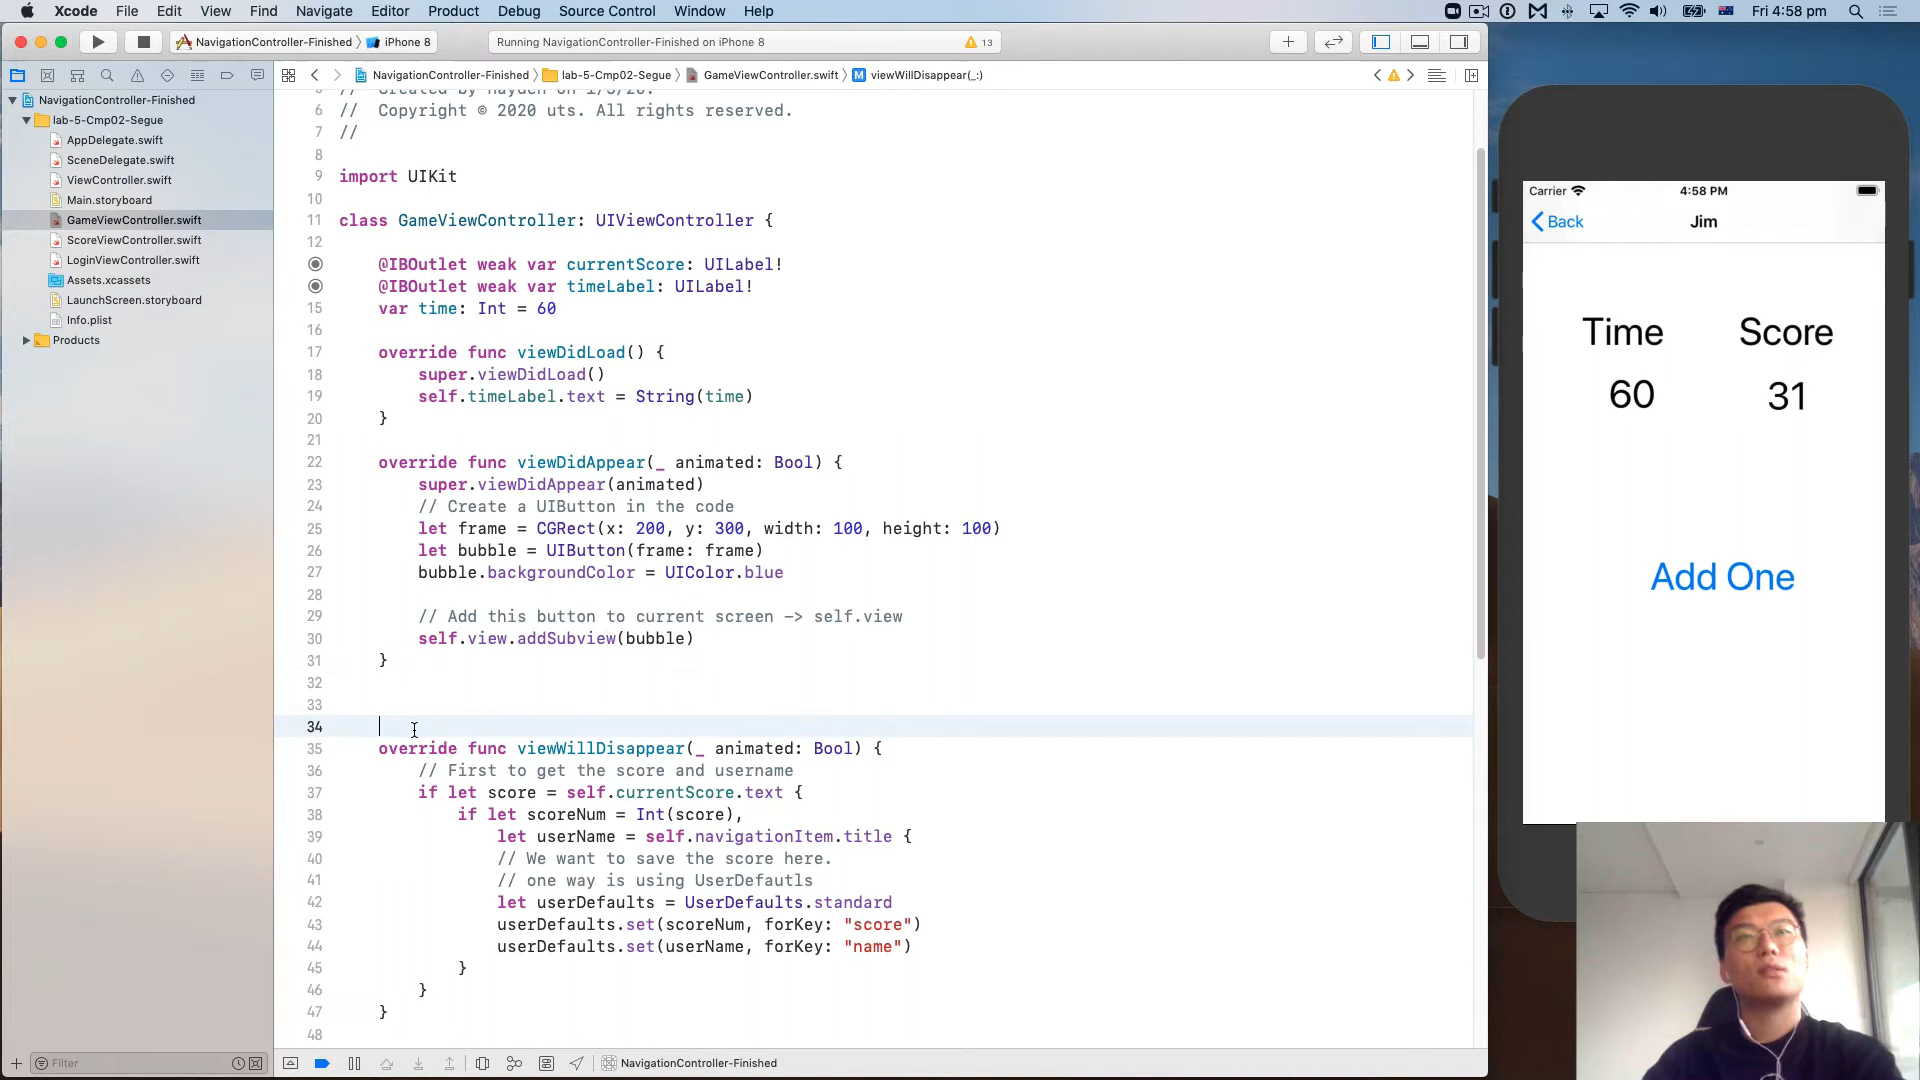 Xcode File Edit View Find Navigate Editor Product Debug Source Control Window Help Fri 4:58 pm
NavigationController-Finished iPhone 8 Running NavigationController-Finished on iPhone 8 13
NavigationController-Finished lab-5-Cmp02-Segue GameViewController.swift M viewWillDisappear(_:)
NavigationController-Finished
lab-5-Cmp02-Segue
AppDelegate.swift
SceneDelegate.swift
ViewController.swift
Main.storyboard
GameViewController.swift
ScoreViewController.swift
LoginViewController.swift
Assets.xcassets
LaunchScreen.storyboard
Info.plist
Products
Filter
6 //  Copyright © 2020 uts. All rights reserved.
7 //
8
9 import UIKit
10
11 class GameViewController: UIViewController {
12
@IBOutlet weak var currentScore: UILabel!
@IBOutlet weak var timeLabel: UILabel!
15 var time: Int = 60
16
17 override func viewDidLoad() {
18 super.viewDidLoad()
19 self.timeLabel.text = String(time)
20 }
21
22 override func viewDidAppear(_ animated: Bool) {
23 super.viewDidAppear(animated)
24 // Create a UIButton in the code
25 let frame = CGRect(x: 200, y: 300, width: 100, height: 100)
26 let bubble = UIButton(frame: frame)
27 bubble.backgroundColor = UIColor.blue
28
29 // Add this button to current screen -> self.view
30 self.view.addSubview(bubble)
31 }
32
33
34
35 override func viewWillDisappear(_ animated: Bool) {
36 // First to get the score and username
37 if let score = self.currentScore.text {
38 if let scoreNum = Int(score),
39 let userName = self.navigationItem.title {
40 // We want to save the score here.
41 // one way is using UserDefautls
42 let userDefaults = UserDefaults.standard
43 userDefaults.set(scoreNum, forKey: "score")
44 userDefaults.set(userName, forKey: "name")
45 }
46 }
47 }
48
NavigationController-Finished
Carrier 4:58 PM
Back Jim
Time Score
60 31
Add One